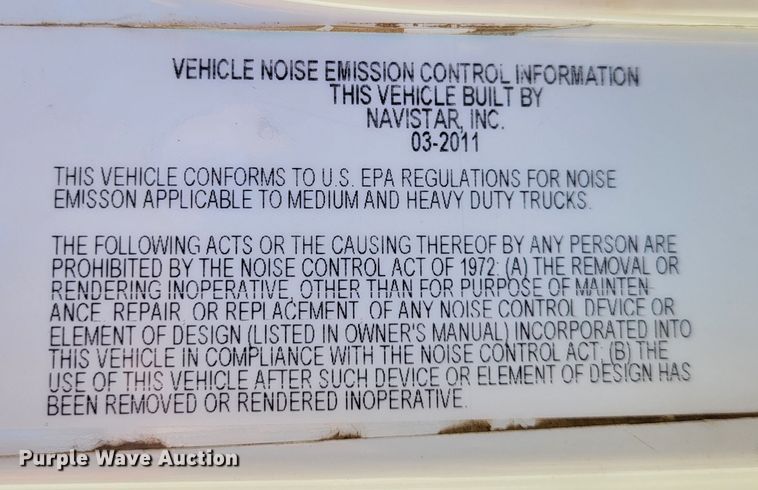 VEHICLE NOISE EMISSION CONTROL INFORMATION
THIS VEHICLE BUILT BY
NAVISTAR, INC.
03-2011
THIS VEHICLE CONFORMS TO U.S. EPA REGULATIONS FOR NOISE
EMISSON APPLICABLE TO MEDIUM AND HEAVY DUTY TRUCKS.
THE FOLLOWING ACTS OR THE CAUSING THEREOF BY ANY PERSON ARE
PROHIBITED BY THE NOISE CONTROL ACT OF 1972: (A) THE REMOVAL OR
RENDERING INOPERATIVE, OTHER THAN FOR PURPOSE OF MAINTEN-
ANCE, REPAIR, OR REPLACEMENT OF ANY NOISE CONTROL DEVICE OR
ELEMENT OF DESIGN (LISTED IN OWNER'S MANUAL) INCORPORATED INTO
THIS VEHICLE IN COMPLIANCE WITH THE NOISE CONTROL ACT; (B) THE
USE OF THIS VEHICLE AFTER SUCH DEVICE OR ELEMENT OF DESIGN HAS
BEEN REMOVED OR RENDERED INOPERATIVE.
Purple Wave Auction